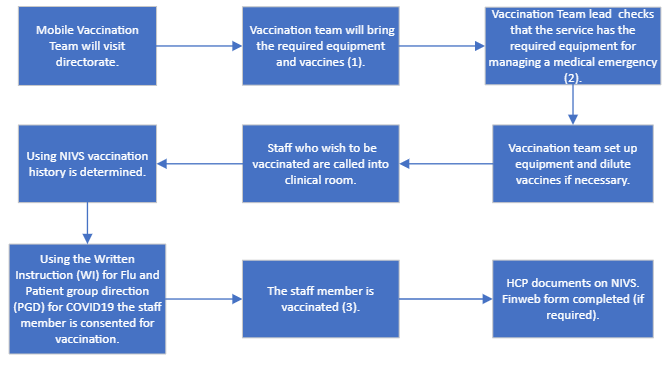 Mobile Vaccination
Team will visit
directorate.
Vaccination team will bring
the required equipment
and vaccines (1).
Vaccination Team lead  checks
that the service has the
required equipment for
managing a medical emergency
(2).
Vaccination team set up
equipment and dilute
vaccines if necessary.
Staff who wish to be
vaccinated are called into
clinical room.
Using NIVS vaccination
history is determined.
Using the Written
Instruction (WI) for Flu and
Patient group direction
(PGD) for COVID19 the staff
member is consented for
vaccination.
The staff member is
vaccinated (3).
HCP documents on NIVS.
Finweb form completed (if
required).